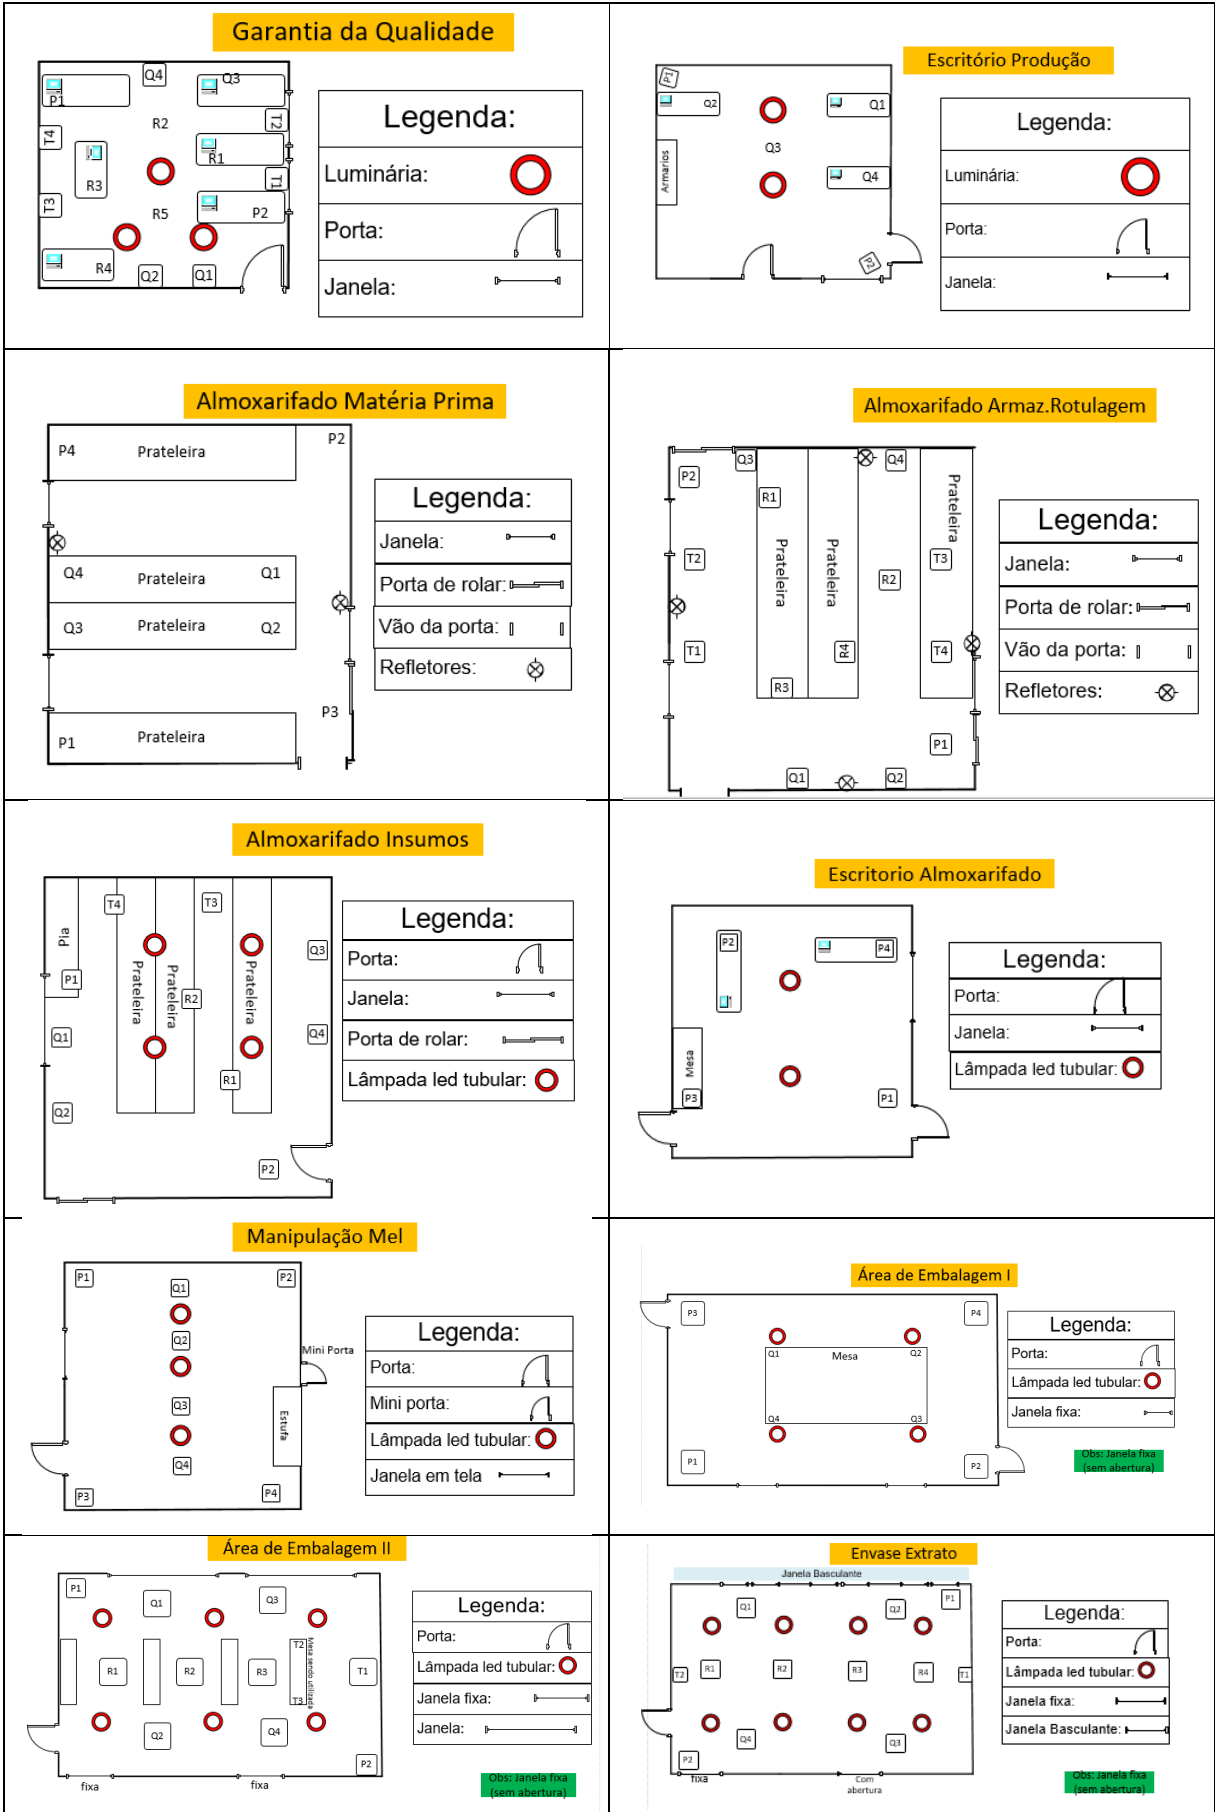 Garantia da Qualidade
Q4
Q3
P1
R2
T2
T4
R1
R3
T1
T3
R5
P2
R4
Q2
Q1
Legenda:
Luminária:
Porta:
Janela:
Escritório Produção
P1
Q2
Q1
Q3
Armarios
Q4
P2
Legenda:
Luminária:
Porta:
Janela:
Almoxarifado Matéria Prima
P4
Prateleira
P2
Q4
Prateleira
Q1
Q3
Prateleira
Q2
P3
P1
Prateleira
Legenda:
Janela:
Porta de rolar:
Vão da porta:
Refletores:
Almoxarifado Armaz.Rotulagem
Q3
Q4
P2
R1
Prateleira
Prateleira
Prateleira
T2
T3
R2
T1
R4
T4
R3
P1
Q1
Q2
Legenda:
Janela:
Porta de rolar:
Vão da porta:
Refletores:
Almoxarifado Insumos
T4
T3
Pia
Q3
P1
Prateleira
Prateleira
Prateleira
R2
Q1
Q4
R1
Q2
P2
Legenda:
Porta:
Janela:
Porta de rolar:
Lâmpada led tubular:
Escritorio Almoxarifado
P2
P4
Mesa
P3
P1
Legenda:
Porta:
Janela:
Lâmpada led tubular:
Manipulação Mel
P1
P2
Q1
Q2
Mini Porta
Q3
Estufa
Q4
P3
P4
Legenda:
Porta:
Mini porta:
Lâmpada led tubular:
Janela em tela
Área de Embalagem I
P3
P4
Q1
Mesa
Q2
Q4
Q3
P1
P2
Legenda:
Porta:
Lâmpada led tubular:
Janela fixa:
Obs: Janela fixa
(sem abertura)
Área de Embalagem II
P1
Q1
Q3
R1
R2
R3
T2
Mesa sendo utilizada
T3
T1
Q2
Q4
P2
fixa
fixa
Legenda:
Porta:
Lâmpada led tubular:
Janela fixa:
Janela:
Obs: Janela fixa
(sem abertura)
Envase Extrato
Janela Basculante
Q1
Q2
P1
T2
R1
R2
R3
R4
T1
Q4
Q3
P2
fixa
Com
abertura
Legenda:
Porta:
Lâmpada led tubular:
Janela fixa:
Janela Basculante:
Obs: Janela fixa
(sem abertura)